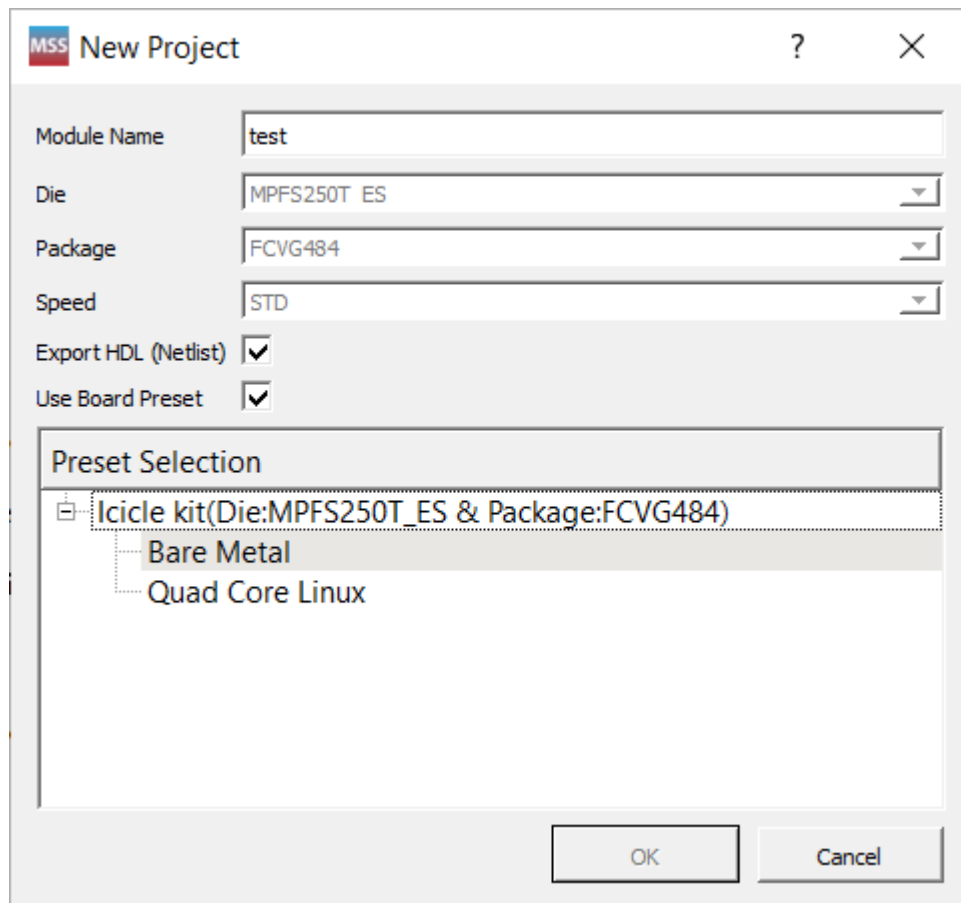 MSS New Project ?
Module Name test
Die MPFS250T_ES
Package FCVG484
Speed STD
Export HDL (Netlist)
Use Board Preset
Preset Selection
Icicle kit(Die:MPFS250T_ES & Package:FCVG484)
Bare Metal
Quad Core Linux
OK Cancel